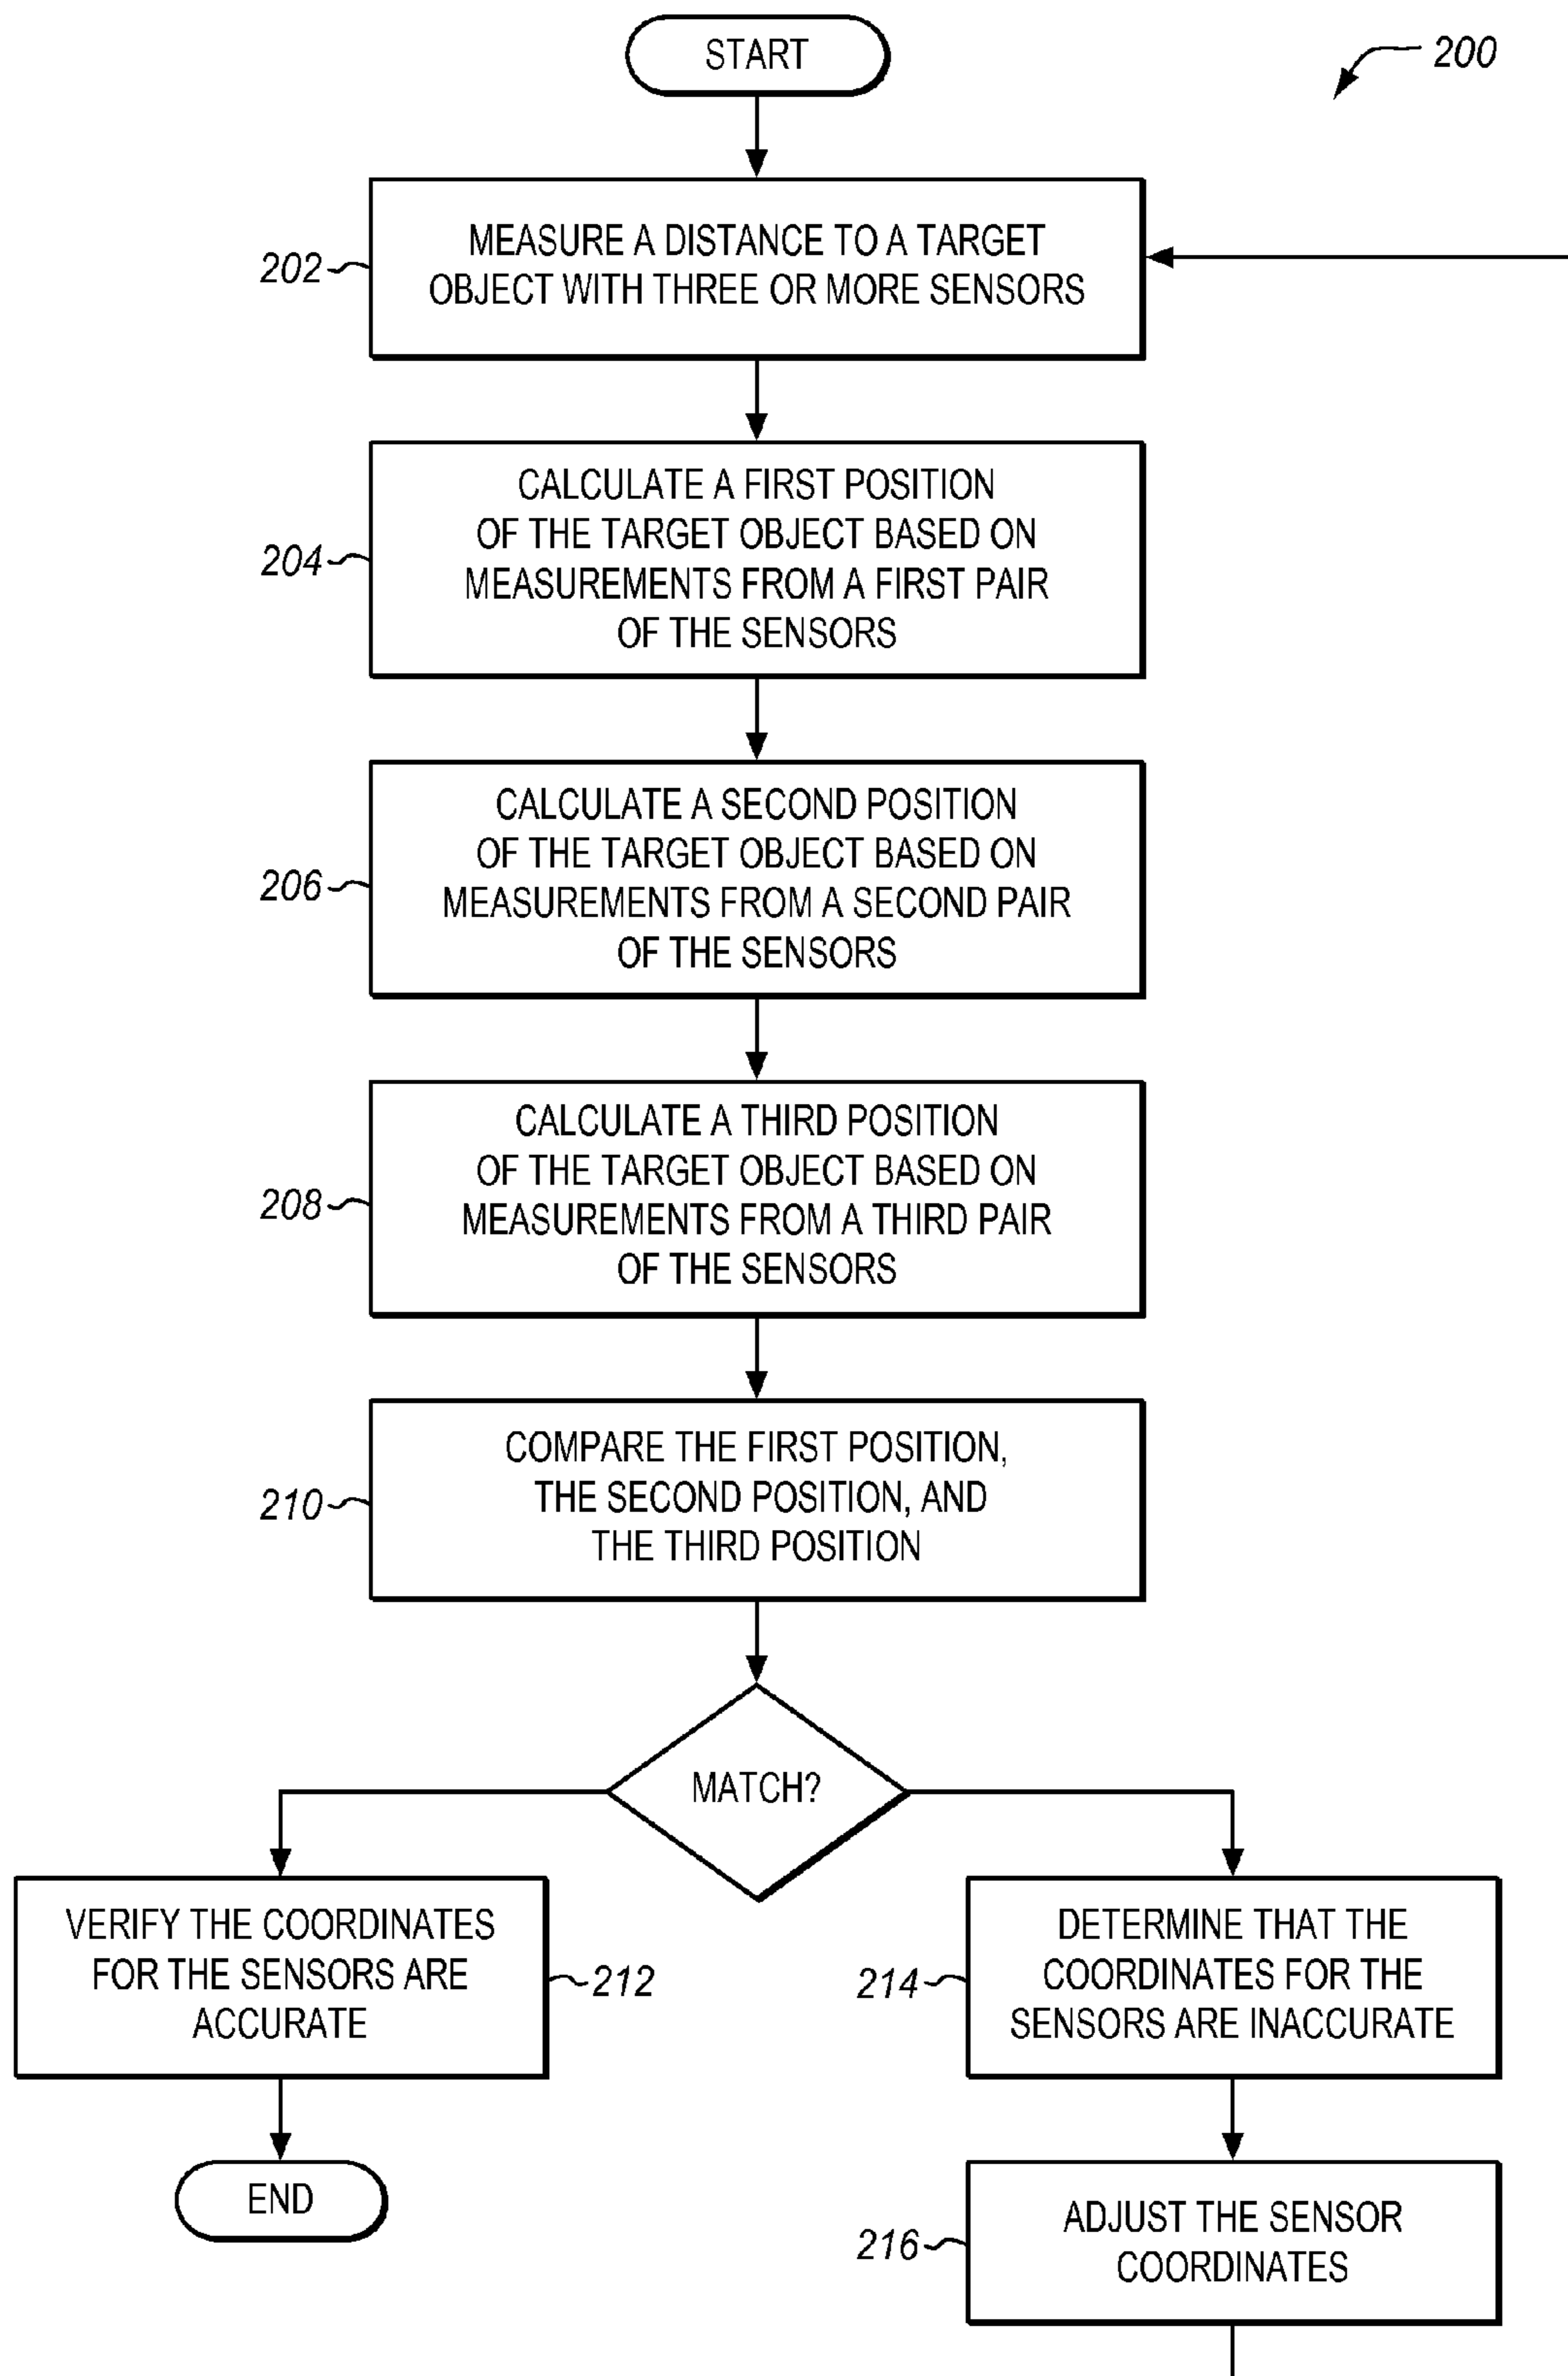 START
200
MEASURE A DISTANCE TO A TARGET
OBJECT WITH THREE OR MORE SENSORS
202
CALCULATE A FIRST POSITION
OF THE TARGET OBJECT BASED ON
MEASUREMENTS FROM A FIRST PAIR
OF THE SENSORS
204
CALCULATE A SECOND POSITION
OF THE TARGET OBJECT BASED ON
MEASUREMENTS FROM A SECOND PAIR
OF THE SENSORS
206
CALCULATE A THIRD POSITION
OF THE TARGET OBJECT BASED ON
MEASUREMENTS FROM A THIRD PAIR
OF THE SENSORS
208
COMPARE THE FIRST POSITION,
THE SECOND POSITION, AND
THE THIRD POSITION
210
MATCH?
VERIFY THE COORDINATES
FOR THE SENSORS ARE
ACCURATE
212
DETERMINE THAT THE
COORDINATES FOR THE
SENSORS ARE INACCURATE
214
END
ADJUST THE SENSOR
COORDINATES
216